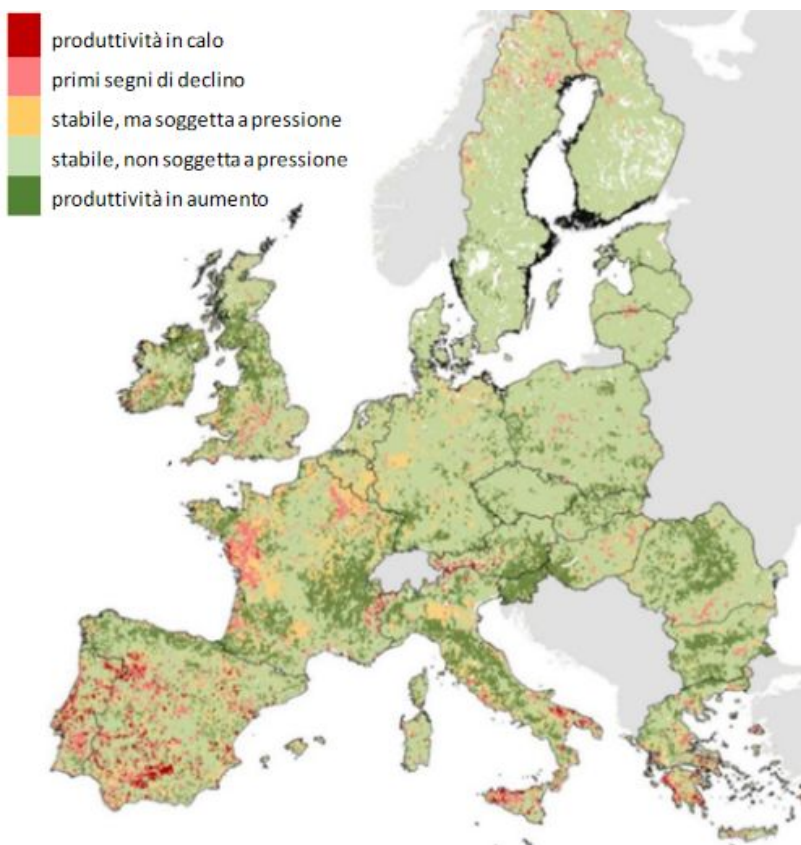 produttività in calo
primi segni di declino
stabile, ma soggetta a pressione
stabile, non soggetta a pressione
produttività in aumento